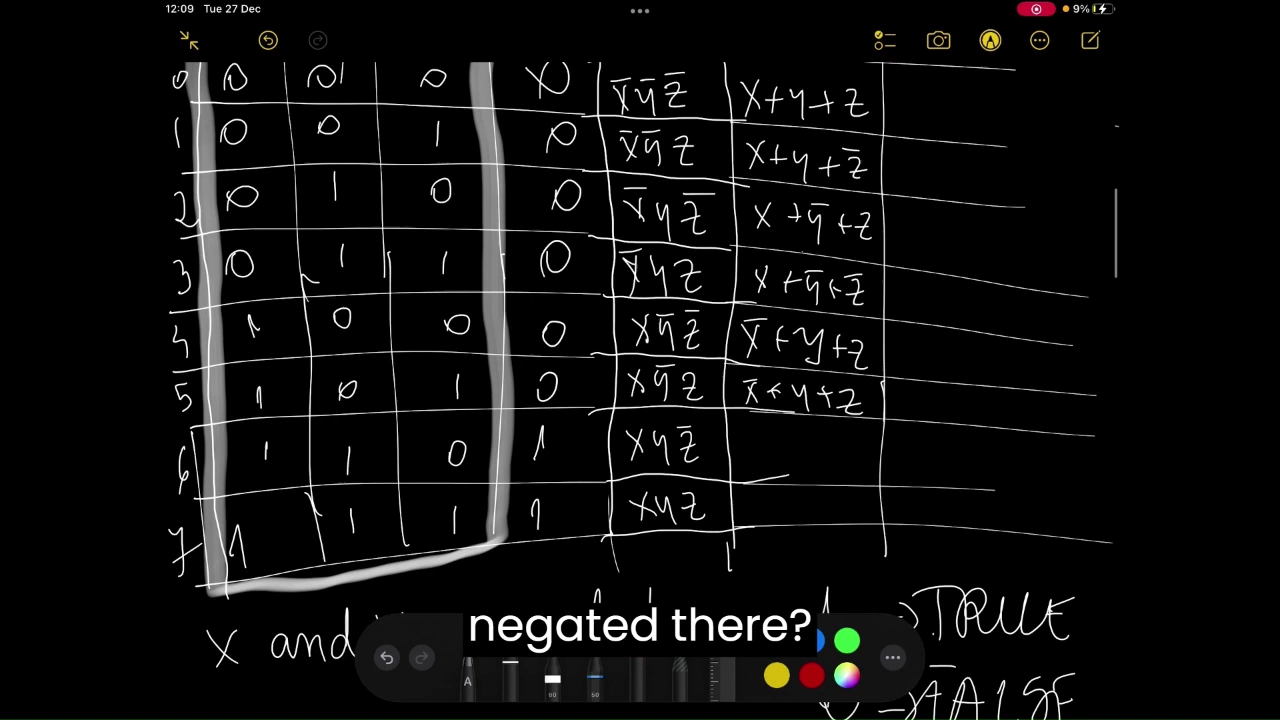 12:09 Tue 27 Dec 9%
0 0 0 0 x̄ȳz̄ x+y+z
1 0 0 1 0 x̄ȳz x+y+z̄
2 0 1 0 0 x̄yz̄ x+ȳ+z
3 0 1 1 0 x̄yz x+ȳ+z̄
4 1 0 0 0 xȳz̄ x̄+y+z
5 1 0 1 0 xȳz x̄+y+z
6 1 1 0 1 xyz̄
7 1 1 1 1 xyz
TRUE
x and
negated there?
FALSE
A 80 50